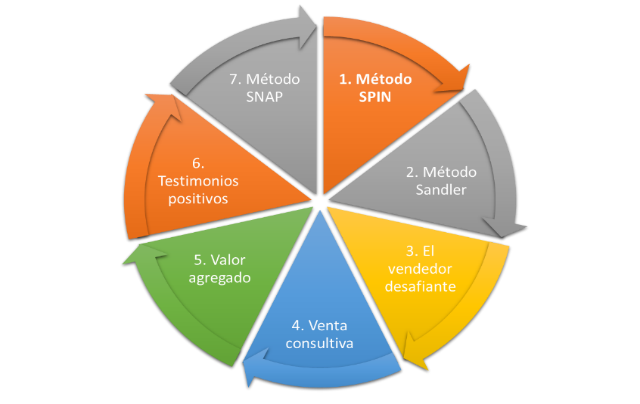 1. Método
SPIN
2. Método
Sandler
3. El
vendedor
desafiante
4. Venta
consultiva
5. Valor
agregado
6.
Testimonios
positivos
7. Método
SNAP